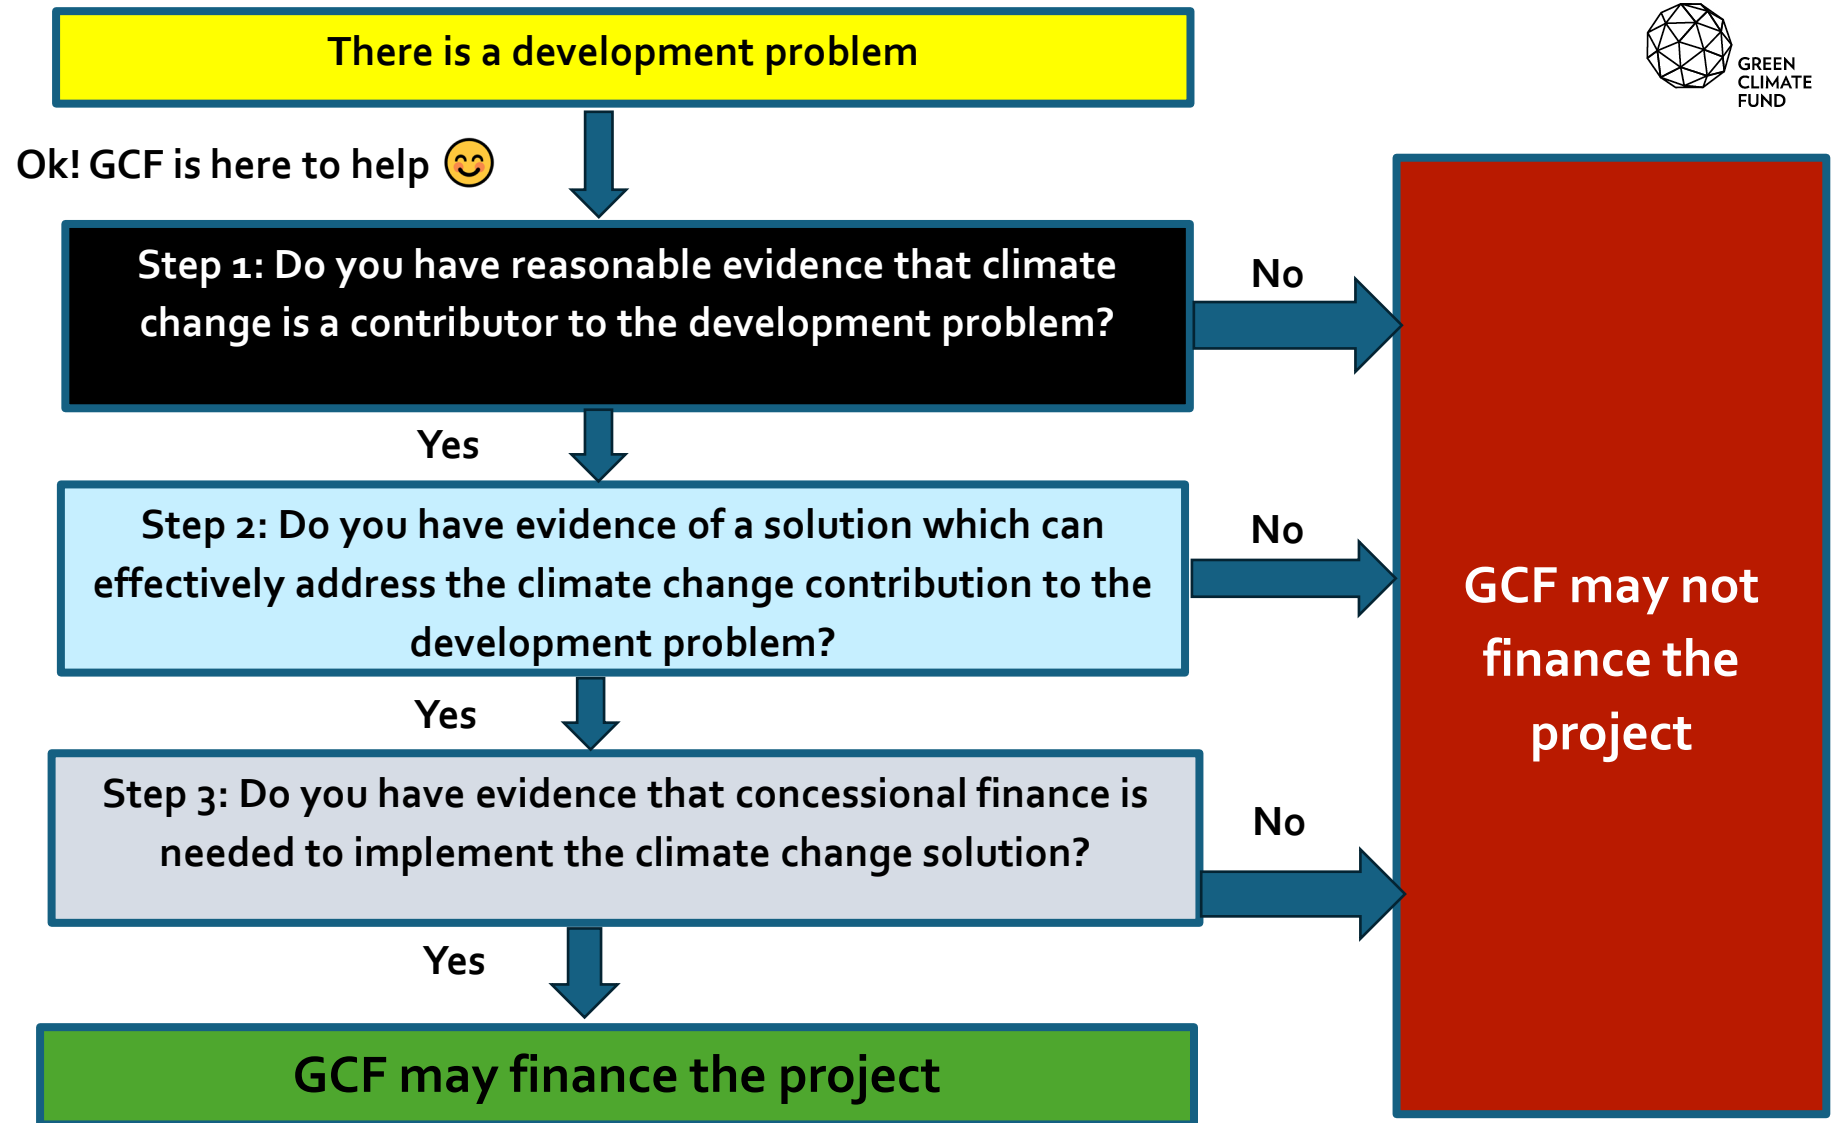 There is a development problem
GREEN
CLIMATE
FUND
Ok! GCF is here to help 😊
Step 1: Do you have reasonable evidence that climate
change is a contributor to the development problem?
No
Yes
Step 2: Do you have evidence of a solution which can
effectively address the climate change contribution to the
development problem?
No
Yes
Step 3: Do you have evidence that concessional finance is
needed to implement the climate change solution?
No
Yes
GCF may finance the project
GCF may not
finance the
project